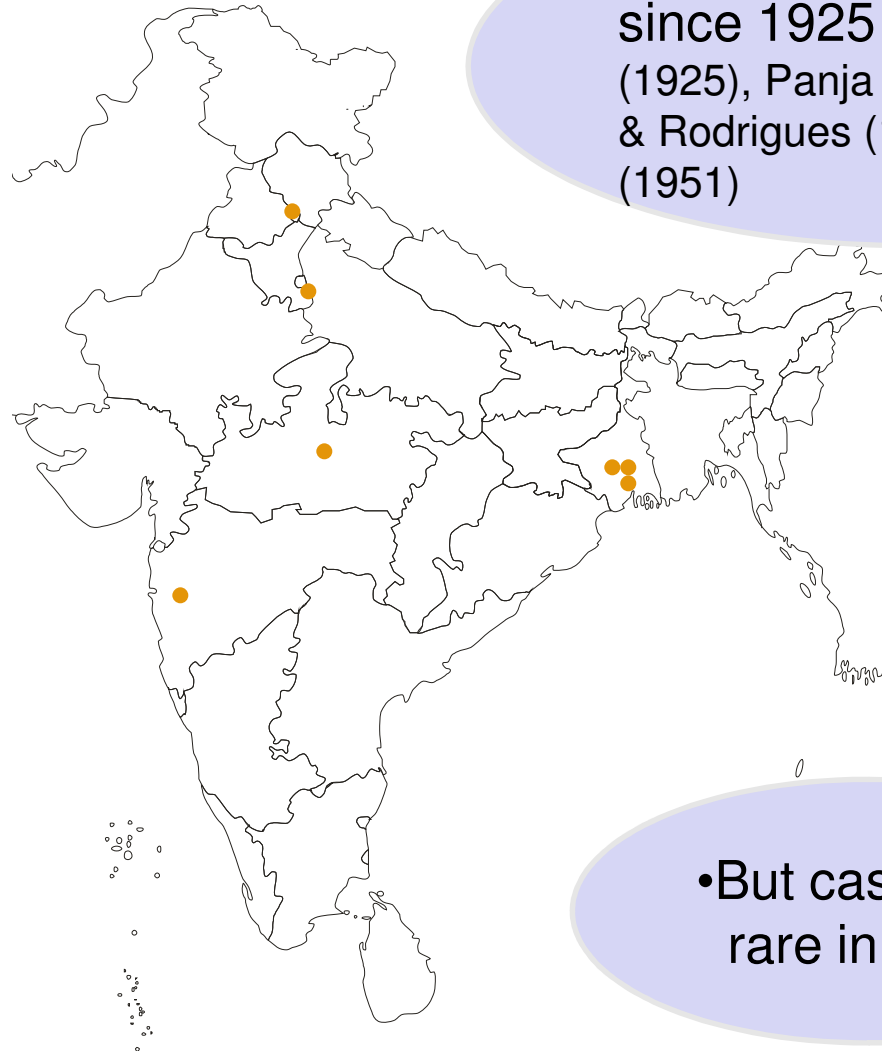 since 1925
(1925), Panja
& Rodrigues (
(1951)
•But cas
rare in